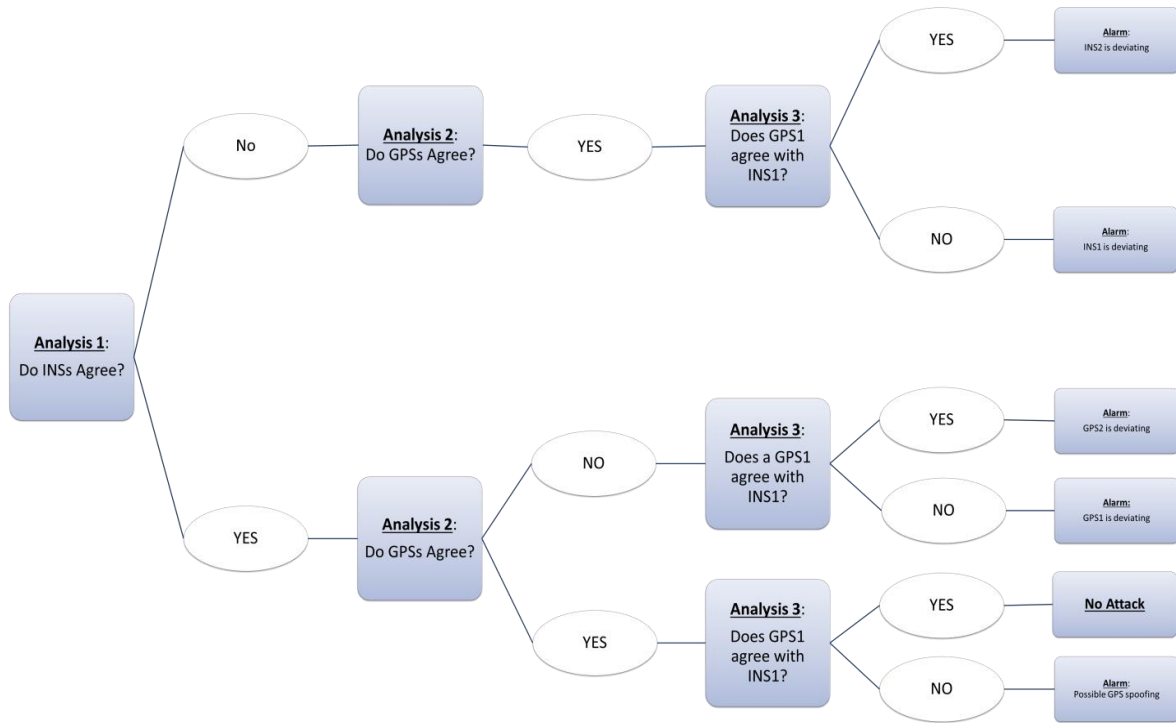 YES
Alarm:
INS2 is deviating
No
Analysis 2:
Do GPSs Agree?
YES
Analysis 3:
Does GPS1
agree with
INS1?
NO
Alarm:
INS1 is deviating
Analysis 1:
Do INSs Agree?
YES
Analysis 2:
Do GPSs Agree?
NO
Analysis 3:
Does a GPS1
agree with
INS1?
YES
Alarm:
GPS2 is deviating
NO
Alarm:
GPS1 is deviating
YES
Analysis 3:
Does GPS1
agree with
INS1?
YES
No Attack
NO
Alarm:
Possible GPS spoofing